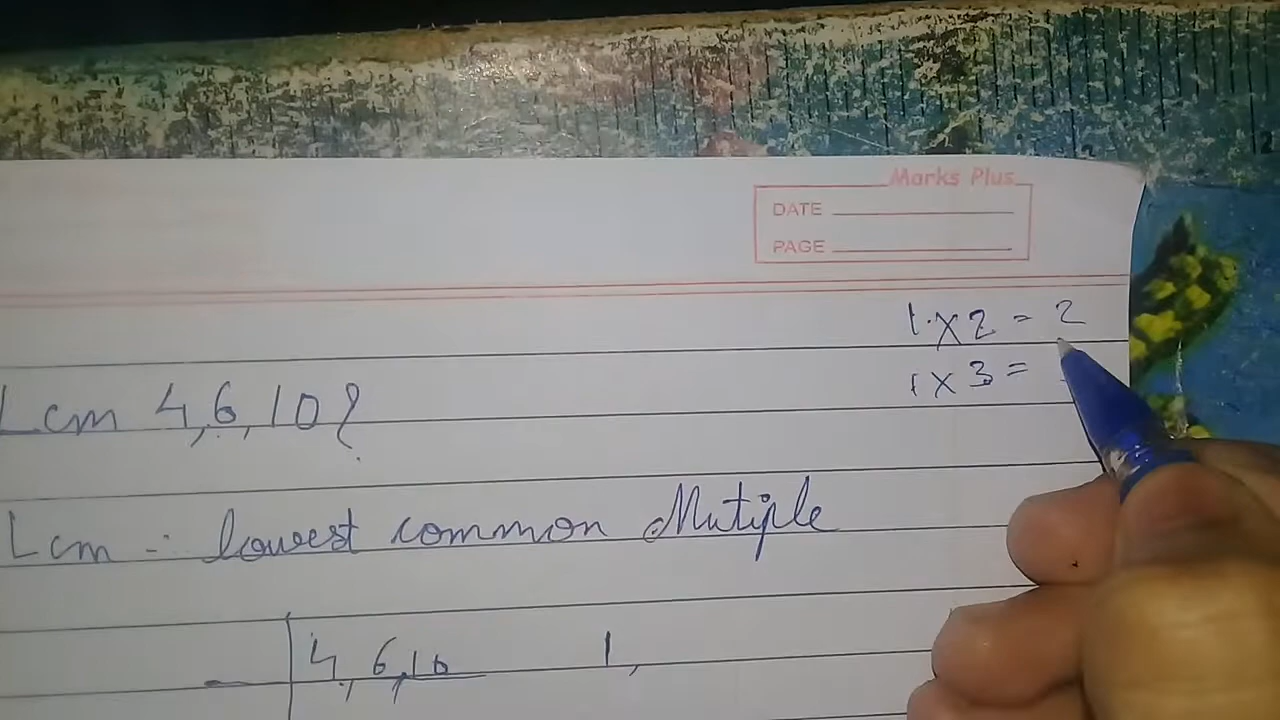 Marks Plus
DATE
PAGE
1×2 = 2
1×3 =
Lcm 4,6,10?
Lcm -: lowest common Mutiple
4,6,10 1,